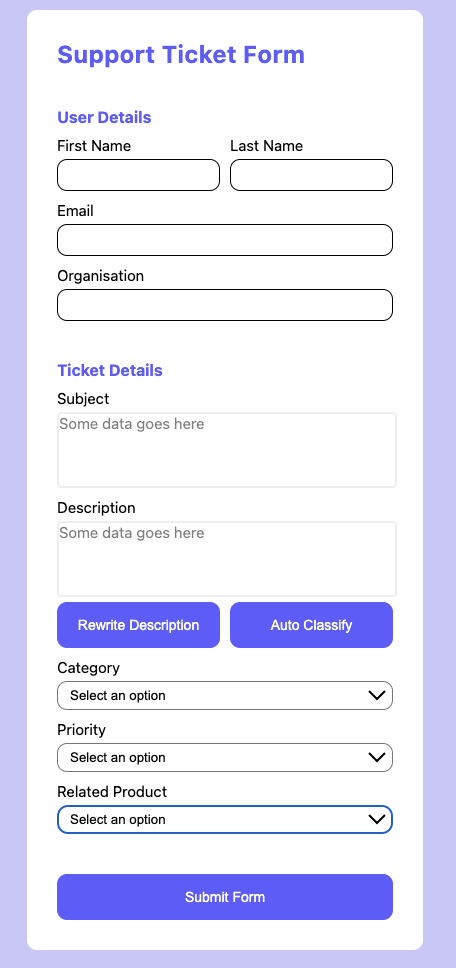 Support Ticket Form
User Details
First Name Last Name
Email
Organisation
Ticket Details
Subject
Some data goes here
Description
Some data goes here
Rewrite Description Auto Classify
Category
Select an option
Priority
Select an option
Related Product
Select an option
Submit Form